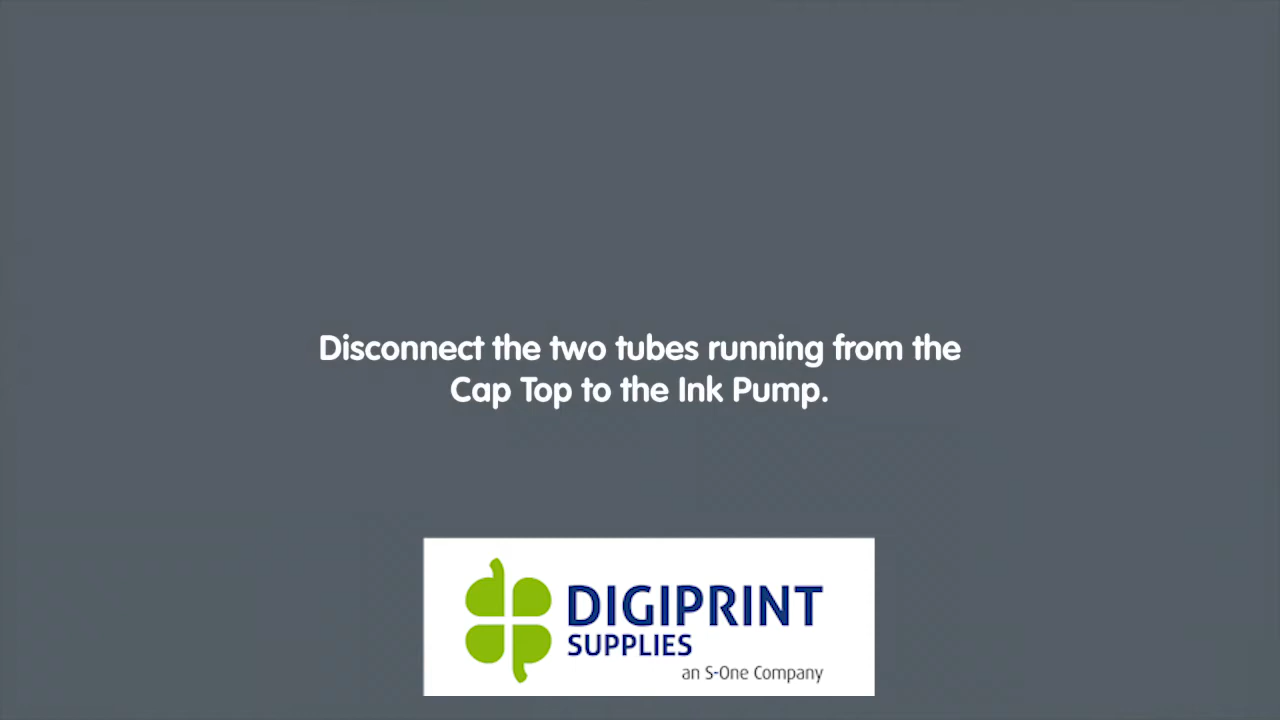 Disconnect the two tubes running from the
Cap Top to the Ink Pump.
DIGIPRINT
SUPPLIES
an S-One Company